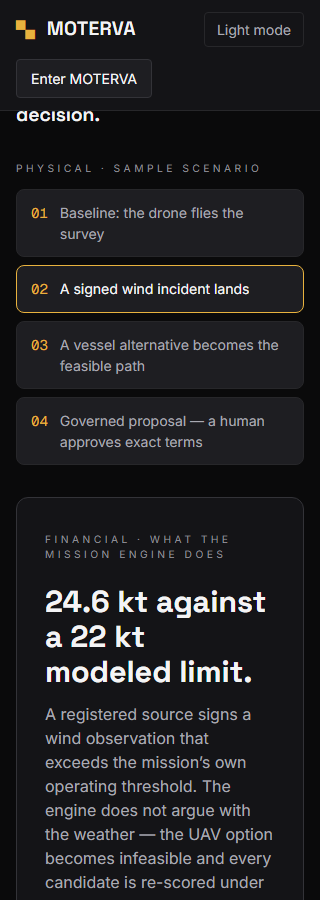 MOTERVA
Light mode
Enter MOTERVA
decision.
PHYSICAL · SAMPLE SCENARIO
01 Baseline: the drone flies the
survey
02 A signed wind incident lands
03 A vessel alternative becomes the
feasible path
04 Governed proposal — a human
approves exact terms
FINANCIAL · WHAT THE
MISSION ENGINE DOES
24.6 kt against
a 22 kt
modeled limit.
A registered source signs a
wind observation that
exceeds the mission’s own
operating threshold. The
engine does not argue with
the weather — the UAV option
becomes infeasible and every
candidate is re-scored under